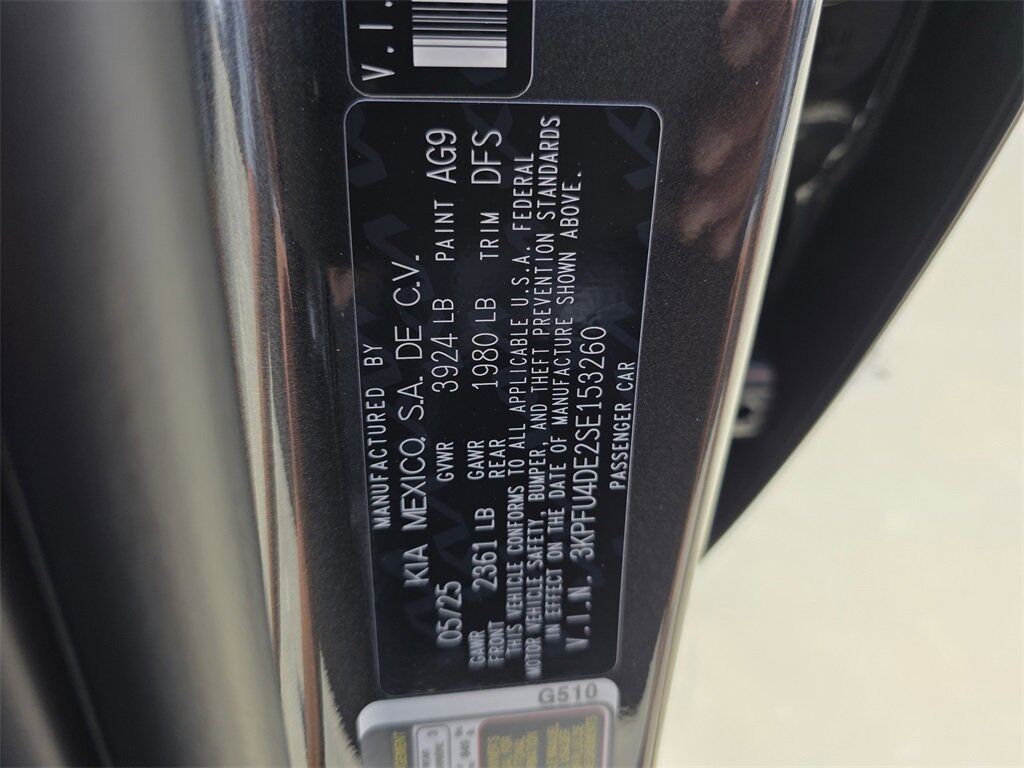 V.I.
MANUFACTURED BY
KIA MEXICO, S.A. DE C.V.
05/25 GVWR 3924 LB PAINT AG9
GAWR FRONT 2361 LB GAWR REAR 1980 LB TRIM DFS
THIS VEHICLE CONFORMS TO ALL APPLICABLE U.S.A. FEDERAL
MOTOR VEHICLE SAFETY, BUMPER, AND THEFT PREVENTION STANDARDS
IN EFFECT ON THE DATE OF MANUFACTURE SHOWN ABOVE.
V.I.N. 3KPFU4DE2SE153260
PASSENGER CAR
G510